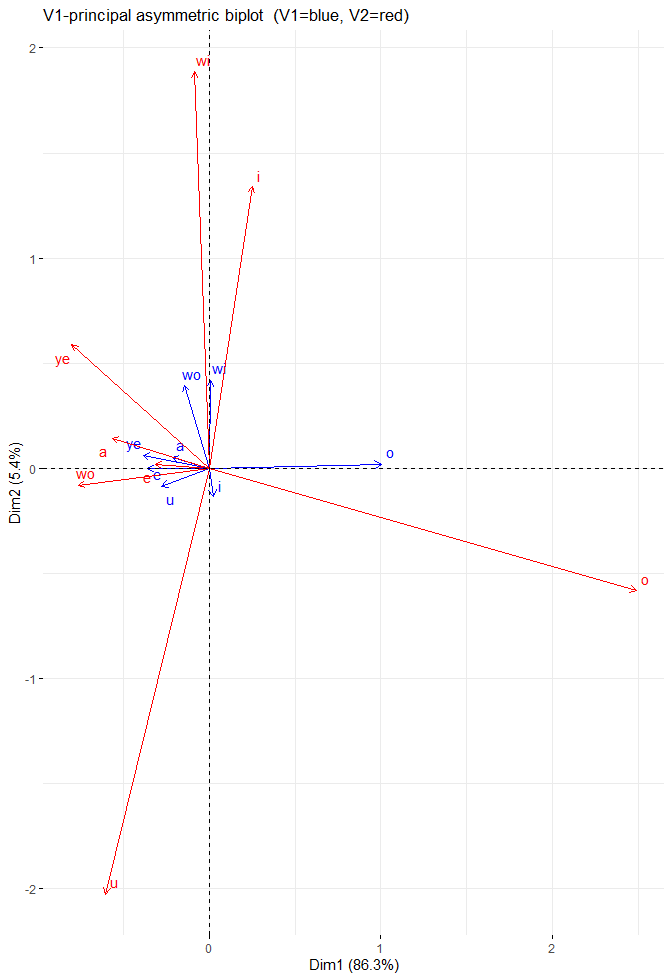 V1-principal asymmetric biplot  (V1=blue, V2=red)
2
wi
i
1
ye
wo
wi
ye
a
a
o
0
wo
e
e
i
u
o
-1
u
-2
0
1
2
Dim1 (86.3%)
Dim2 (5.4%)